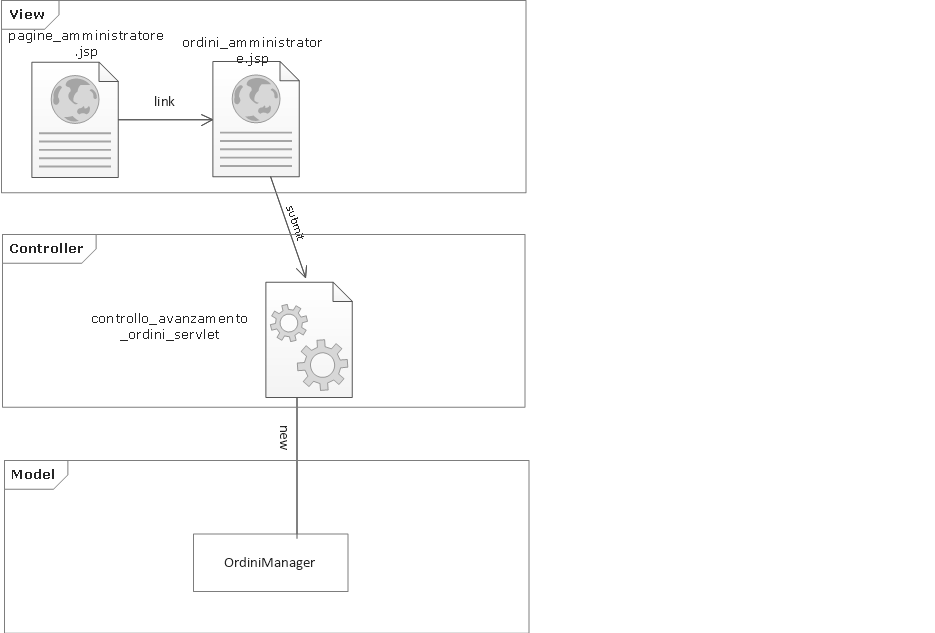 View
pagine_amministratore
.jsp
ordini_amministrator
e.jsp
link
submit
Controller
controllo_avanzamento
_ordini_servlet
new
Model
OrdiniManager